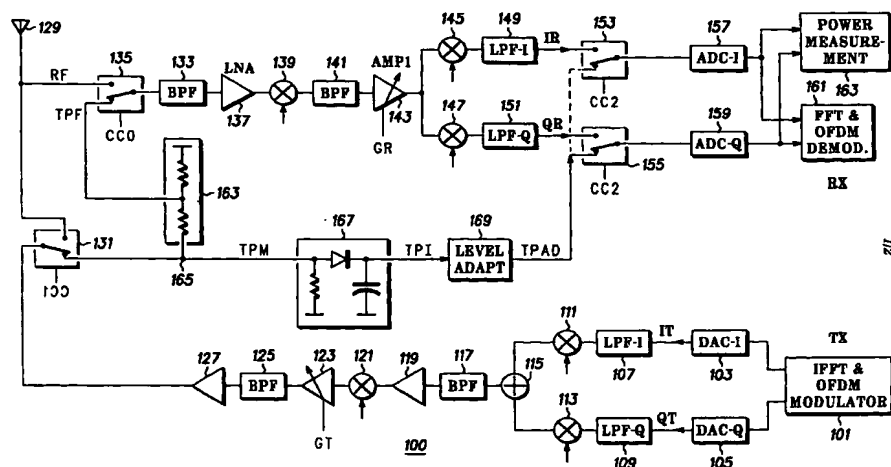 129
RF
TPF
135
CC0
133
BPF
LNA
137
139
141
BPF
AMP1
143
GR
145
147
149
LPF-I
IR
151
LPF-Q
QR
153
CC2
155
CC2
157
ADC-I
159
ADC-Q
POWER
MEASURE-
MENT
163
161
FFT &
OFDM
DEMOD.
RX
163
131
CC1
165
TPM
167
TPI
169
LEVEL
ADAPT
TPAD
1/2
127
125
BPF
123
GT
121
119
117
BPF
115
111
113
LPF-I
107
IT
LPF-Q
109
QT
DAC-I
103
DAC-Q
105
TX
IFFT &
OFDM
MODULATOR
101
100